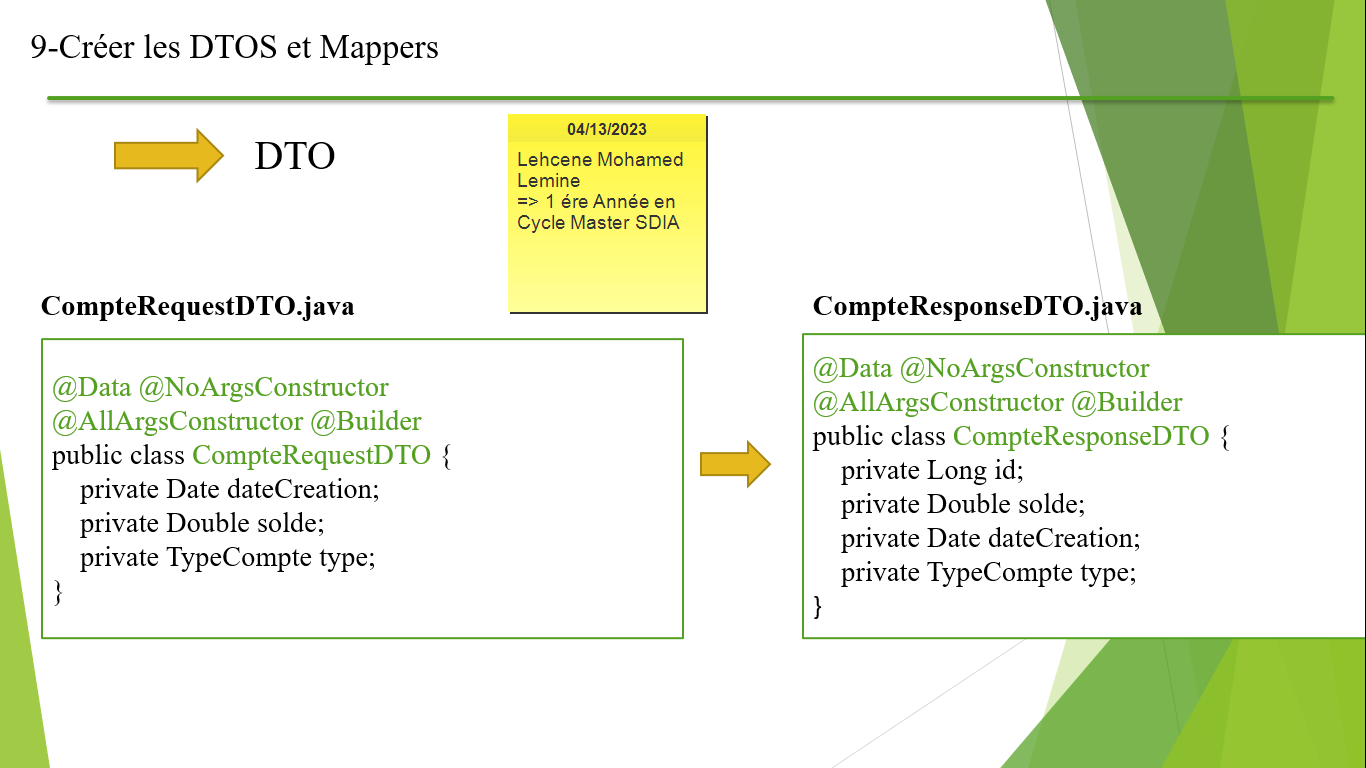 9-Créer les DTOS et Mappers
DTO
04/13/2023
Lehcene Mohamed
Lemine
=> 1 ére Année en
Cycle Master SDIA
CompteRequestDTO.java
@Data @NoArgsConstructor
@AllArgsConstructor @Builder
public class CompteRequestDTO {
    private Date dateCreation;
    private Double solde;
    private TypeCompte type;
}
CompteResponseDTO.java
@Data @NoArgsConstructor
@AllArgsConstructor @Builder
public class CompteResponseDTO {
    private Long id;
    private Double solde;
    private Date dateCreation;
    private TypeCompte type;
}